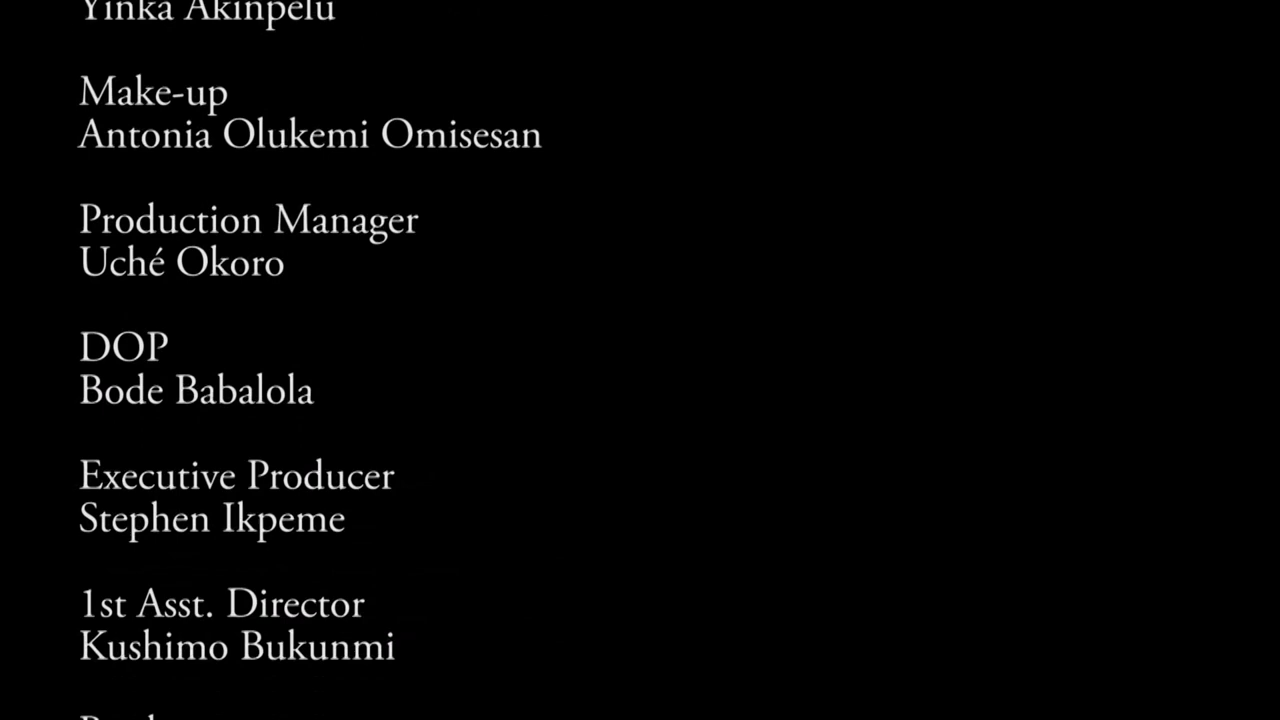 Yinka Akinpelu
Make-up
Antonia Olukemi Omisesan
Production Manager
Uché Okoro
DOP
Bode Babalola
Executive Producer
Stephen Ikpeme
1st Asst. Director
Kushimo Bukunmi